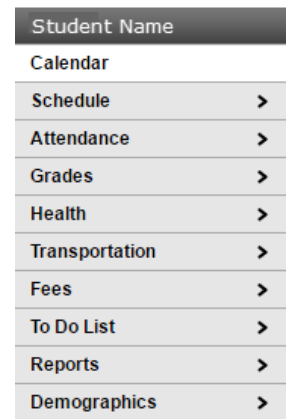 Student Name
Calendar
Schedule >
Attendance >
Grades >
Health >
Transportation >
Fees >
To Do List >
Reports >
Demographics >